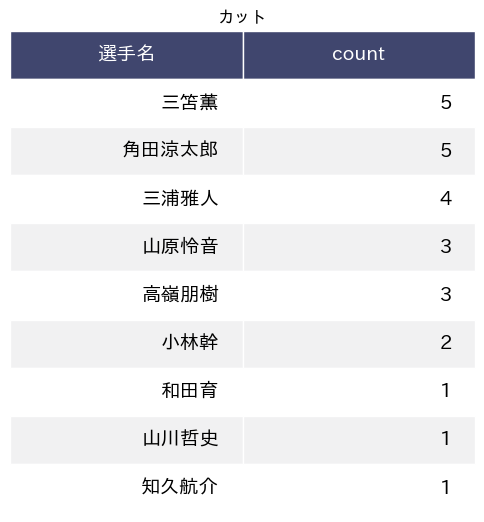 カット
選手名 count
三笘薫 5
角田涼太郎 5
三浦雅人 4
山原怜音 3
高嶺朋樹 3
小林幹 2
和田育 1
山川哲史 1
知久航介 1